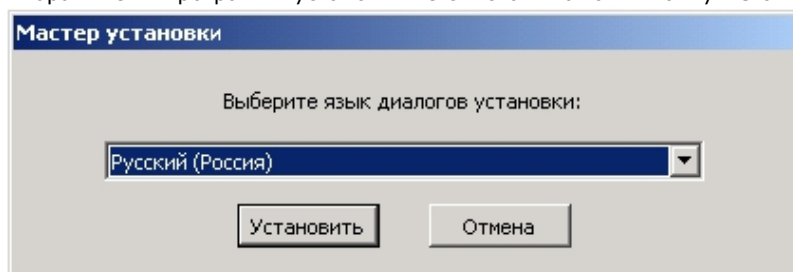 Мастер установки
Выберите язык диалогов установки:
Русский (Россия)
Установить
Отмена